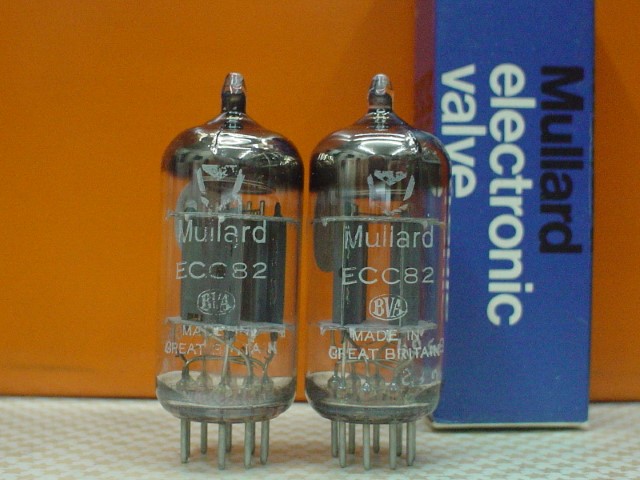 Mullard
ECC82
BVA
MADE IN
GREAT BRITAIN
Mullard
ECC82
BVA
MADE IN
GREAT BRITAIN
Mullard
electronic
valve